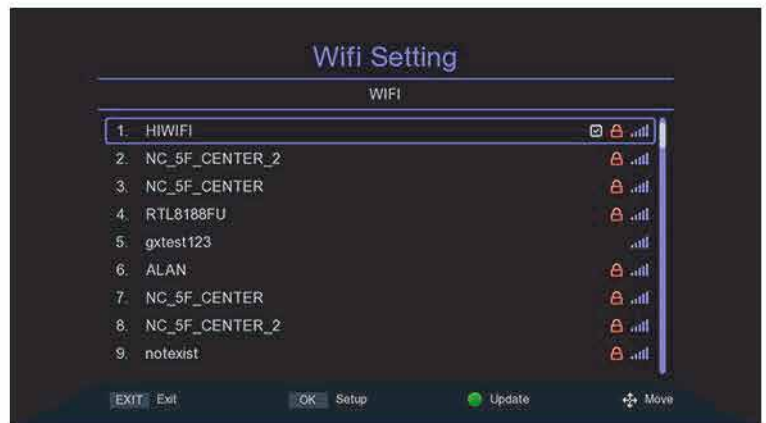 Wifi Setting
WIFI
1. HIWIFI
2. NC_5F_CENTER_2
3. NC_5F_CENTER
4. RTL8188FU
5. gxtest123
6. ALAN
7. NC_5F_CENTER
8. NC_5F_CENTER_2
9. notexist
EXIT Exit OK Setup Update Move